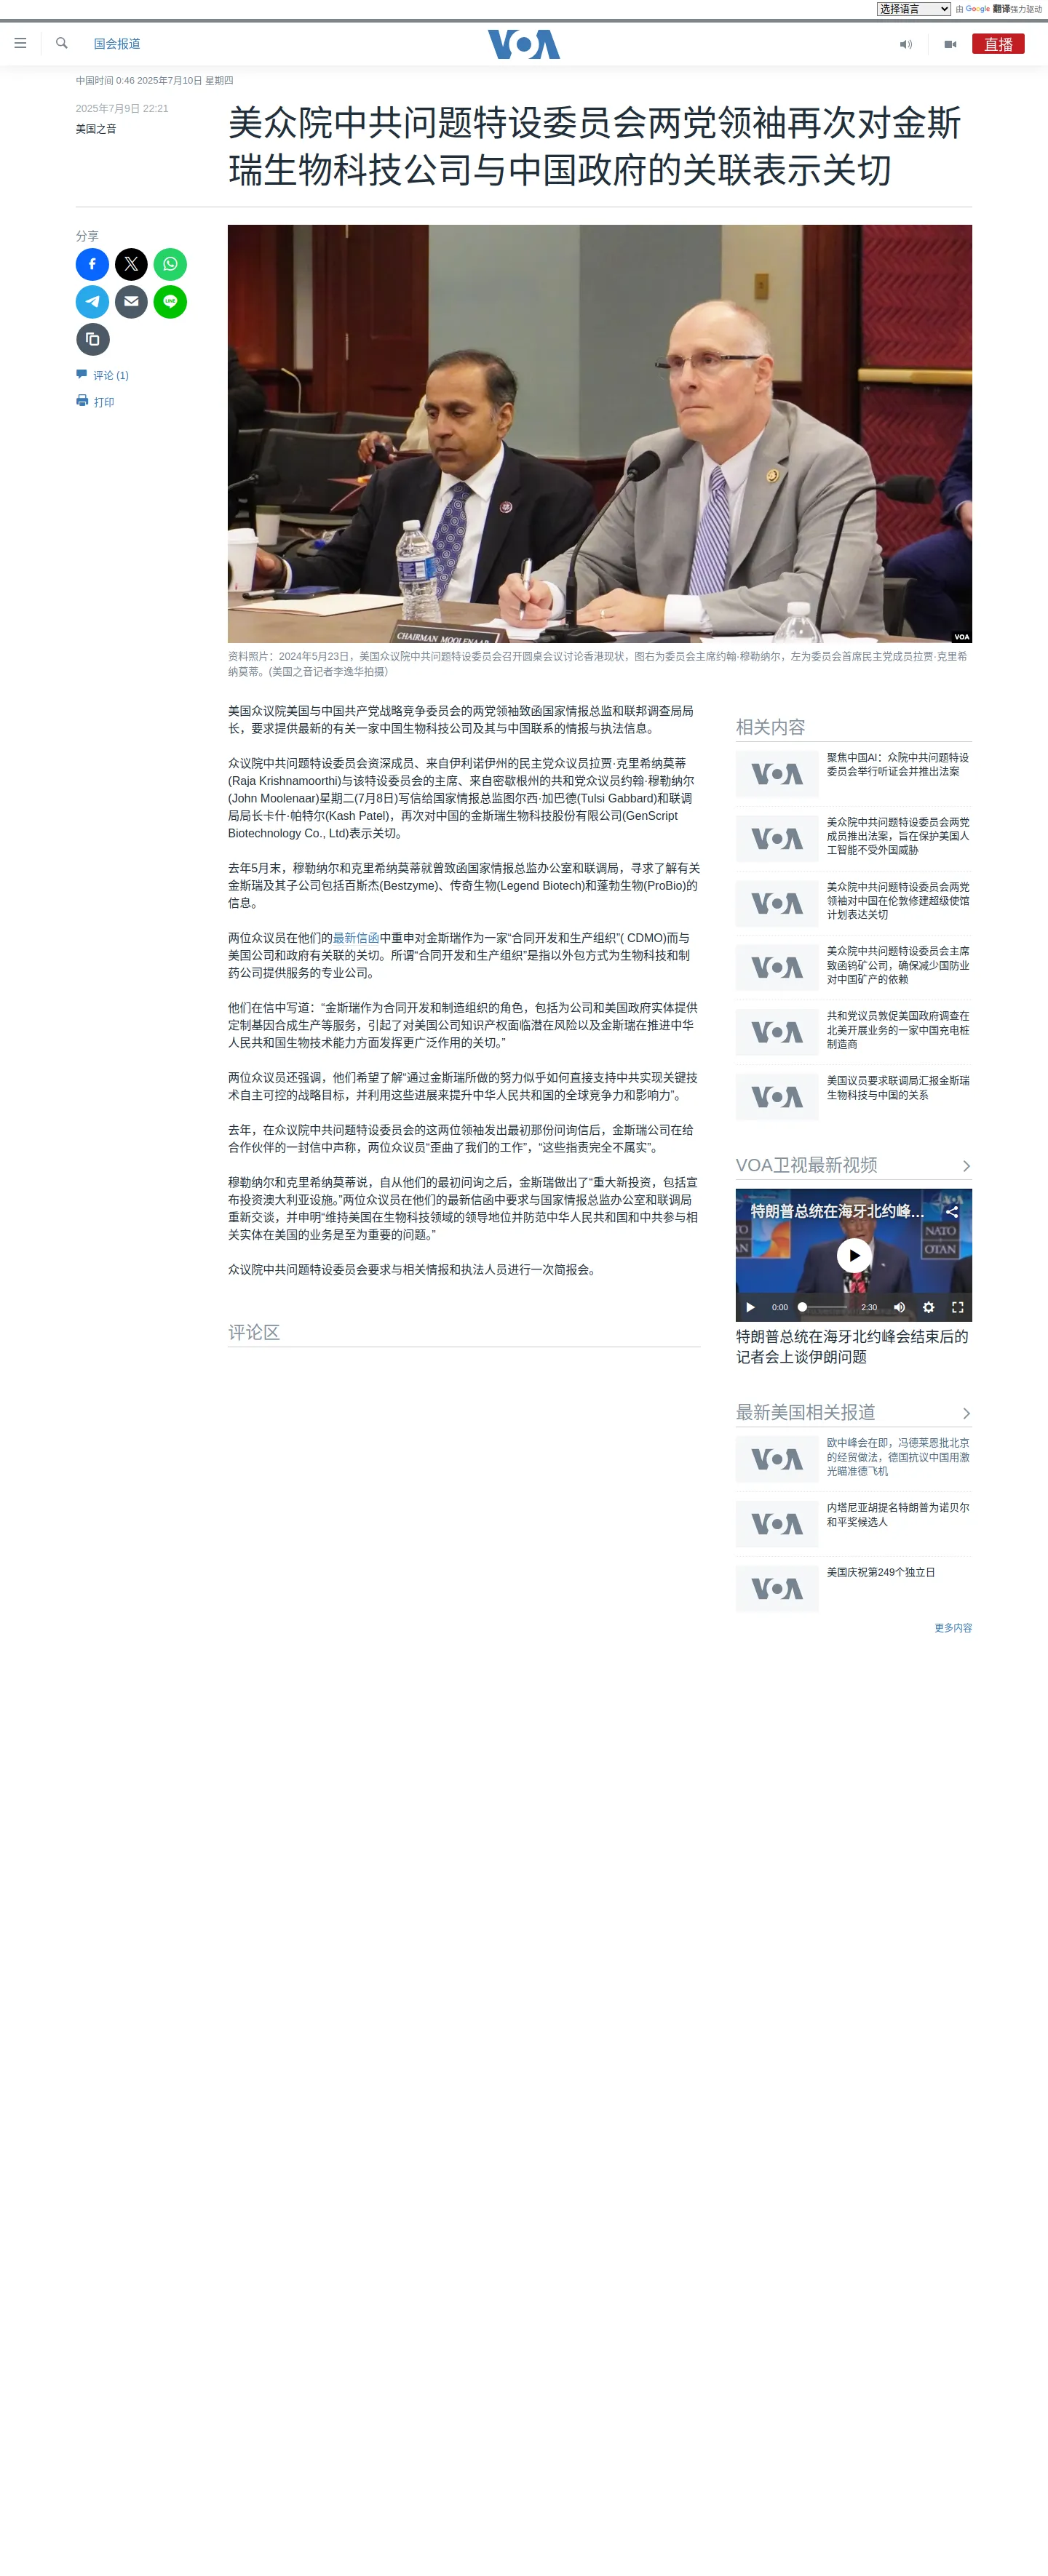 选择语言
由 Google 翻译强力驱动
国会报道
VOA
直播
中国时间 0:46 2025年7月10日 星期四
2025年7月9日 22:21
美国之音
美众院中共问题特设委员会两党领袖再次对金斯
瑞生物科技公司与中国政府的关联表示关切
分享
LINE
评论 (1)
打印
CHAIRMAN MOOLENAAR
VOA
资料照片：2024年5月23日，美国众议院中共问题特设委员会召开圆桌会议讨论香港现状，图右为委员会主席约翰·穆勒纳尔，左为委员会首席民主党成员拉贾·克里希
纳莫蒂。(美国之音记者李逸华拍摄）
美国众议院美国与中国共产党战略竞争委员会的两党领袖致函国家情报总监和联邦调查局局
长，要求提供最新的有关一家中国生物科技公司及其与中国联系的情报与执法信息。
众议院中共问题特设委员会资深成员、来自伊利诺伊州的民主党众议员拉贾·克里希纳莫蒂
(Raja Krishnamoorthi)与该特设委员会的主席、来自密歇根州的共和党众议员约翰·穆勒纳尔
(John Moolenaar)星期二(7月8日)写信给国家情报总监图尔西·加巴德(Tulsi Gabbard)和联调
局局长卡什·帕特尔(Kash Patel)，再次对中国的金斯瑞生物科技股份有限公司(GenScript
Biotechnology Co., Ltd)表示关切。
去年5月末，穆勒纳尔和克里希纳莫蒂就曾致函国家情报总监办公室和联调局，寻求了解有关
金斯瑞及其子公司包括百斯杰(Bestzyme)、传奇生物(Legend Biotech)和蓬勃生物(ProBio)的
信息。
两位众议员在他们的最新信函中重申对金斯瑞作为一家“合同开发和生产组织”( CDMO)而与
美国公司和政府有关联的关切。所谓“合同开发和生产组织”是指以外包方式为生物科技和制
药公司提供服务的专业公司。
他们在信中写道：“金斯瑞作为合同开发和制造组织的角色，包括为公司和美国政府实体提供
定制基因合成生产等服务，引起了对美国公司知识产权面临潜在风险以及金斯瑞在推进中华
人民共和国生物技术能力方面发挥更广泛作用的关切。”
两位众议员还强调，他们希望了解“通过金斯瑞所做的努力似乎如何直接支持中共实现关键技
术自主可控的战略目标，并利用这些进展来提升中华人民共和国的全球竞争力和影响力”。
去年，在众议院中共问题特设委员会的这两位领袖发出最初那份问询信后，金斯瑞公司在给
合作伙伴的一封信中声称，两位众议员“歪曲了我们的工作”，“这些指责完全不属实”。
穆勒纳尔和克里希纳莫蒂说，自从他们的最初问询之后，金斯瑞做出了“重大新投资，包括宣
布投资澳大利亚设施。”两位众议员在他们的最新信函中要求与国家情报总监办公室和联调局
重新交谈，并申明“维持美国在生物科技领域的领导地位并防范中华人民共和国和中共参与相
关实体在美国的业务是至为重要的问题。”
众议院中共问题特设委员会要求与相关情报和执法人员进行一次简报会。
评论区
相关内容
VOA
聚焦中国AI：众院中共问题特设
委员会举行听证会并推出法案
VOA
美众院中共问题特设委员会两党
成员推出法案，旨在保护美国人
工智能不受外国威胁
VOA
美众院中共问题特设委员会两党
领袖对中国在伦敦修建超级使馆
计划表达关切
VOA
美众院中共问题特设委员会主席
致函钨矿公司，确保减少国防业
对中国矿产的依赖
VOA
共和党议员敦促美国政府调查在
北美开展业务的一家中国充电桩
制造商
VOA
美国议员要求联调局汇报金斯瑞
生物科技与中国的关系
VOA卫视最新视频
特朗普总统在海牙北约峰...
VOA
NATO
OTAN
0:00
2:30
特朗普总统在海牙北约峰会结束后的
记者会上谈伊朗问题
最新美国相关报道
VOA
欧中峰会在即，冯德莱恩批北京
的经贸做法，德国抗议中国用激
光瞄准德飞机
VOA
内塔尼亚胡提名特朗普为诺贝尔
和平奖候选人
VOA
美国庆祝第249个独立日
更多内容